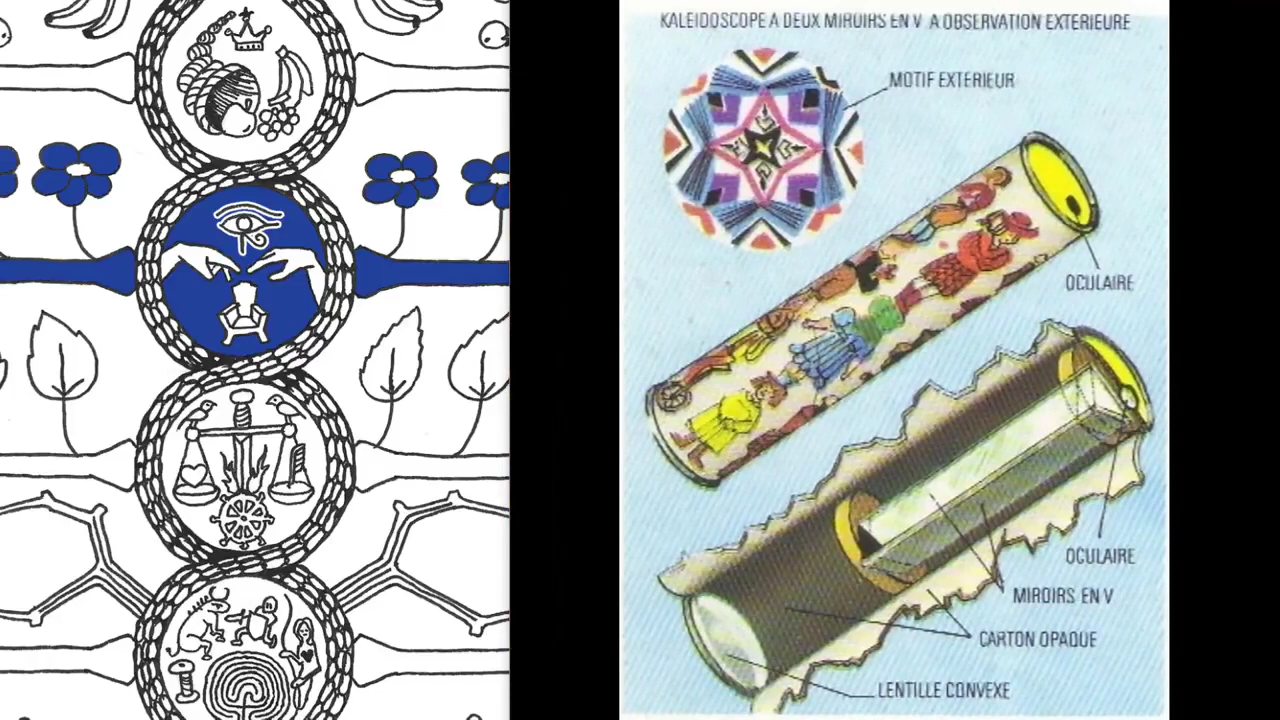 KALEIDOSCOPE A DEUX MIROIRS EN V A OBSERVATION EXTERIEURE
MOTIF EXTERIEUR
OCULAIRE
OCULAIRE
MIROIRS EN V
CARTON OPAQUE
LENTILLE CONVEXE